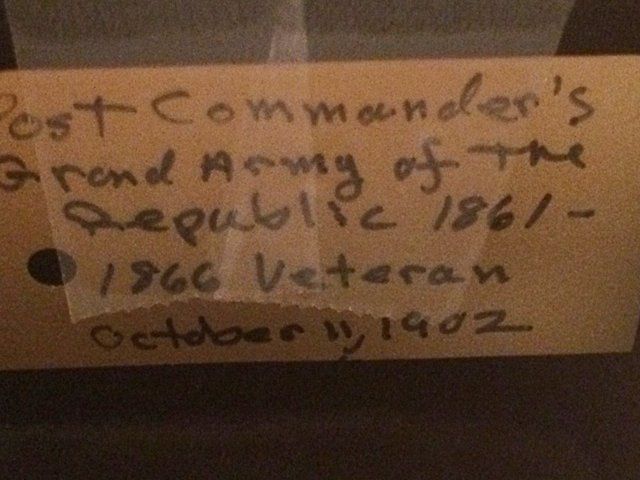 Post Commander's
Grand Army of The
Republic 1861-
1866 Veteran
October 11, 1902